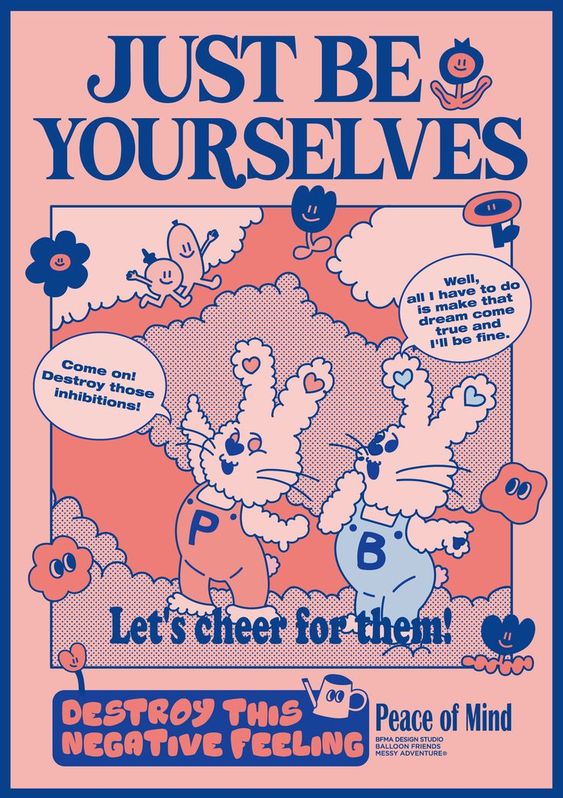 JUST BE
YOURSELVES
Well,
all I have to do
is make that
dream come
true and
I'll be fine.
Come on!
Destroy those
inhibitions!
P
B
Let's cheer for them!
DESTROY THIS
NEGATIVE FEELING
Peace of Mind
BFMA DESIGN STUDIO
BALLOON FRIENDS
MESSY ADVENTURE®